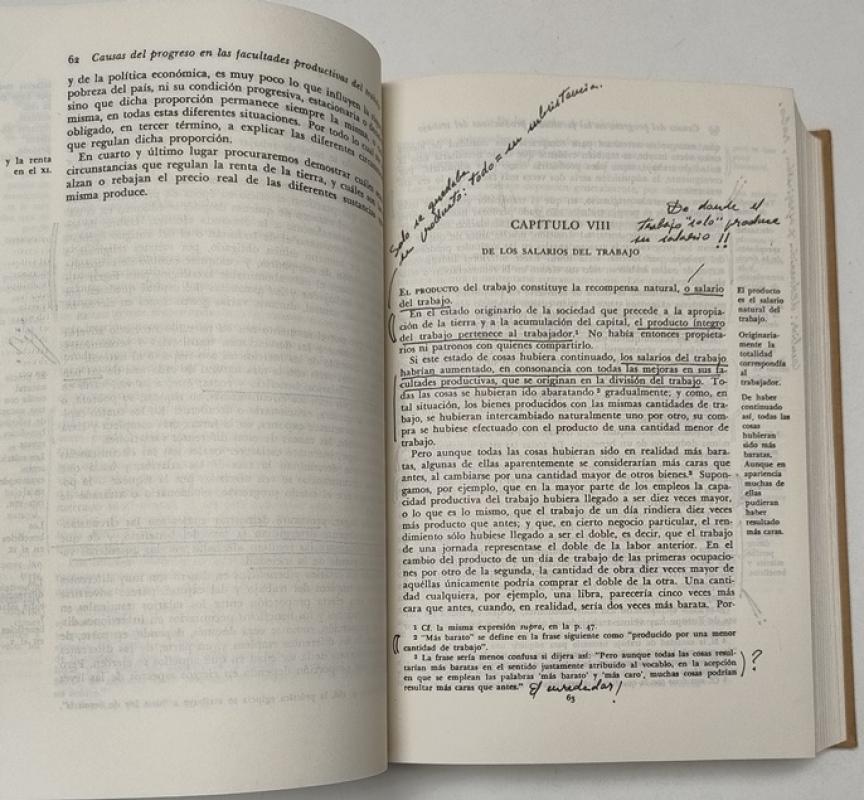 62 Causas del progreso en las facultades productivas del
y de la política económica, es muy poco lo que influyen
pobreza del país, ni su condición progresiva, estacionaria o
sino que dicha proporción permanece siempre la misma, o
misma, en todas estas diferentes situaciones. Por todo lo cual
obligado, en tercer término, a explicar las diferentes
que regulan dicha proporción.
y la renta
en el XI.
En cuarto y último lugar procuraremos demostrar cuáles
circunstancias que regulan la renta de la tierra, y cuáles
alzan o rebajan el precio real de las diferentes sustancias
misma produce.
Solo se quedaba
su producto: todo = su subsistencia.
De donde el
trabajo "solo" produce
su salario !!
CAPITULO VIII
DE LOS SALARIOS DEL TRABAJO
EL PRODUCTO del trabajo constituye la recompensa natural, o salario
del trabajo.
En el estado originario de la sociedad que precede a la apropia-
ción de la tierra y a la acumulación del capital, el producto íntegro
del trabajo pertenece al trabajador.¹ No había entonces propieta-
rios ni patronos con quienes compartirlo.
Si este estado de cosas hubiera continuado, los salarios del trabajo
habrían aumentado, en consonancia con todas las mejoras en sus fa-
cultades productivas, que se originan en la división del trabajo. To-
das las cosas se hubieran ido abaratando ² gradualmente; y como, en
tal situación, los bienes producidos con las mismas cantidades de tra-
bajo, se hubieran intercambiado naturalmente uno por otro, su com-
pra se hubiese efectuado con el producto de una cantidad menor de
trabajo.
Pero aunque todas las cosas hubieran sido en realidad más bara-
tas, algunas de ellas aparentemente se considerarían más caras que
antes, al cambiarse por una cantidad mayor de otros bienes.³ Supon-
gamos, por ejemplo, que en la mayor parte de los empleos la capa-
cidad productiva del trabajo hubiera llegado a ser diez veces mayor,
o lo que es lo mismo, que el trabajo de un día rindiera diez veces
más producto que antes; y que, en cierto negocio particular, el ren-
dimiento sólo hubiese llegado a ser el doble, es decir, que el trabajo
de una jornada representase el doble de la labor anterior. En el
cambio del producto de un día de trabajo de las primeras ocupacio-
nes por otro de la segunda, la cantidad de obra diez veces mayor de
aquéllas únicamente podría comprar el doble de la otra. Una canti-
dad cualquiera, por ejemplo, una libra, parecería cinco veces más
cara que antes, cuando, en realidad, sería dos veces más barata. Por-
El producto
es el salario
natural del
trabajo.
Originaria-
mente la
totalidad
correspondía
al
trabajador.
De haber
continuado
así, todas las
cosas
hubieran
sido más
baratas.
Aunque en
apariencia
muchas de
ellas
pudieran
haber
resultado
más caras.
¹ Cf. la misma expresión supra, en la p. 47.
² "Más barato" se define en la frase siguiente como "producido por una menor
cantidad de trabajo".
³ La frase sería menos confusa si dijera así: "Pero aunque todas las cosas resul-
tarían más baratas en el sentido justamente atribuido al vocablo, en la acepción
en que se emplean las palabras 'más barato' y 'más caro', muchas cosas podrían
resultar más caras que antes."
?
63